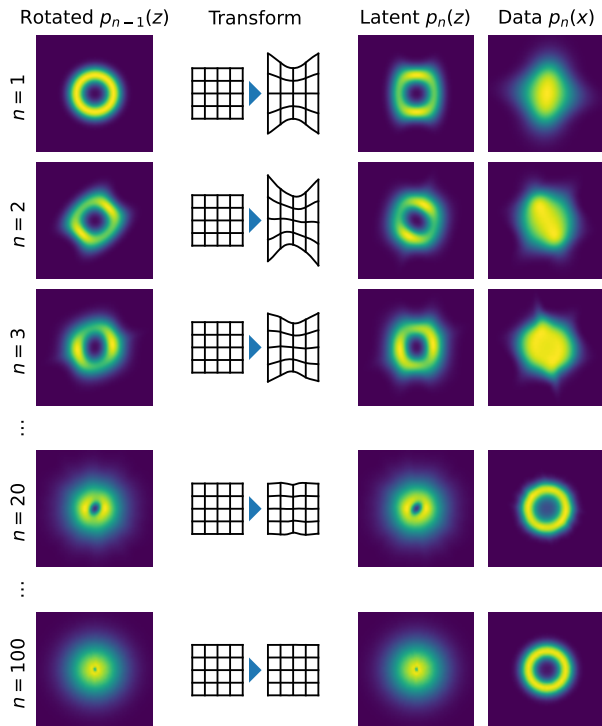 Rotated $p_{n-1}(z)$ Transform Latent $p_n(z)$ Data $p_n(x)$
n = 1
n = 2
n = 3
...
n = 20
...
n = 100